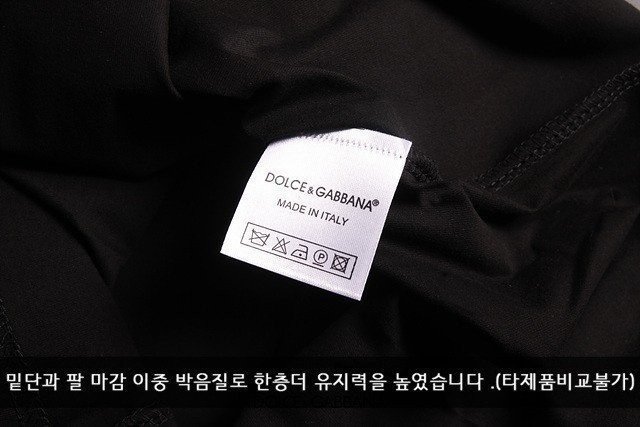 DOLCE&GABBANA®
MADE IN ITALY
P
밑단과 팔 마감 이중 박음질로 한층더 유지력을 높였습니다 .(타제품비교불가)